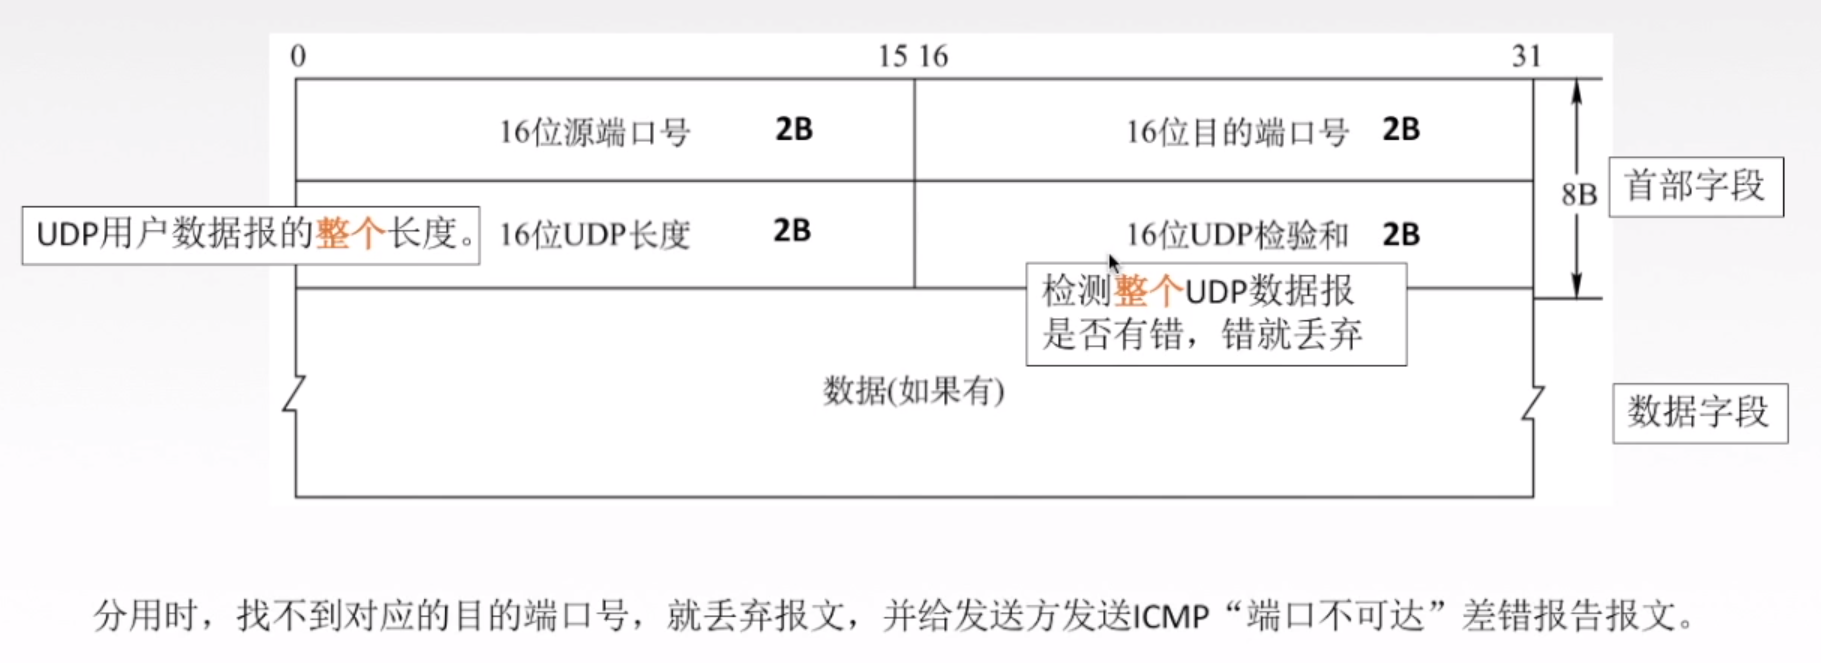 0 15 16 31
16位源端口号 2B 16位目的端口号 2B
8B 首部字段
UDP用户数据报的整个长度。 16位UDP长度 2B 16位UDP检验和 2B
检测整个UDP数据报
是否有错，错就丢弃
数据(如果有)
数据字段
分用时，找不到对应的目的端口号，就丢弃报文，并给发送方发送ICMP“端口不可达”差错报告报文。